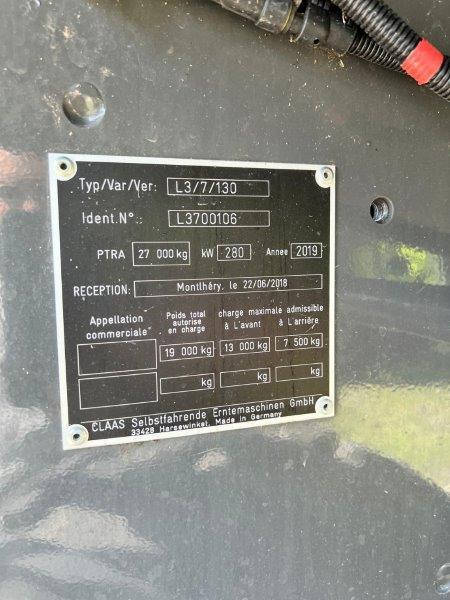 Typ/Var/Ver: L3/7/130
Ident.N°.: L3700106
PTRA 27 000 kg kW 280 Annee 2019
RECEPTION: Montlhéry. le 22/06/2018
Appellation commerciale
Poids total autorise en charge
charge maximale admissible
à L'avant à L'arrière
19 000 kg 13 000 kg 7 500 kg
kg kg kg
CLAAS Selbstfahrende Erntemaschinen GmbH
33428 Harsewinkel, Made in Germany